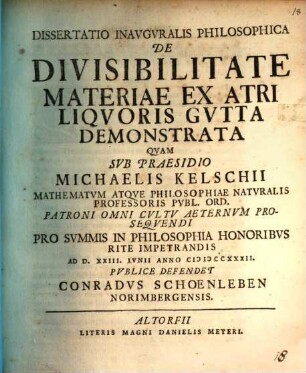 18
DISSERTATIO INAVGVRALIS PHILOSOPHICA
DE
DIVISIBILITATE
MATERIAE EX ATRI
LIQVORIS GVTTA
DEMONSTRATA
QVAM
SVB PRAESIDIO
MICHAELIS KELSCHII
MATHEMATVM ATQVE PHILOSOPHIAE NATVRALIS
PROFESSORIS PVBL. ORD.
PATRONI OMNI CVLTV AETERNVM PRO-
SEQVENDI
PRO SVMMIS IN PHILOSOPHIA HONORIBVS
RITE IMPETRANDIS
AD D. XXIII. IVNII ANNO CIↃIↃCCXXXII.
PVBLICE DEFENDET
CONRADVS SCHOENLEBEN
NORIMBERGENSIS.
ALTORFII
LITERIS MAGNI DANIELIS MEYERI.
8